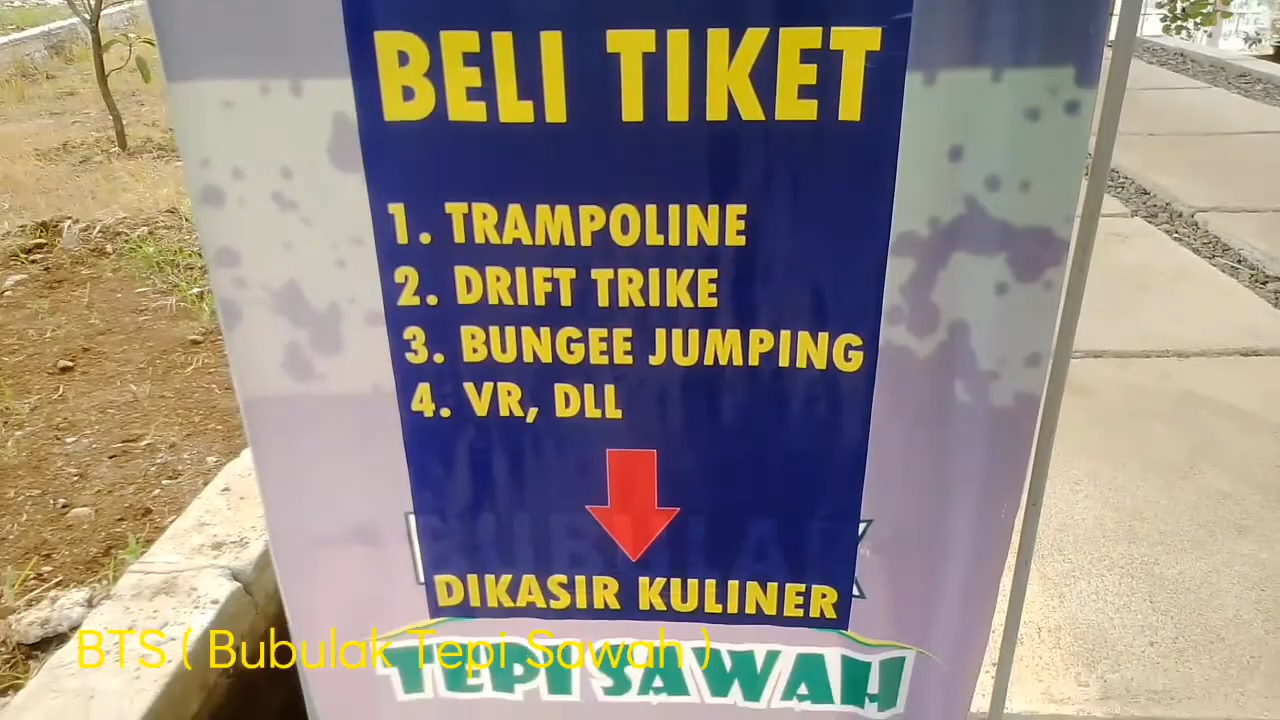 BELI TIKET
1. TRAMPOLINE
2. DRIFT TRIKE
3. BUNGEE JUMPING
4. VR, DLL
BUBULAK
DIKASIR KULINER
BTS ( Bubulak Tepi Sawah )
TEPI SAWAH